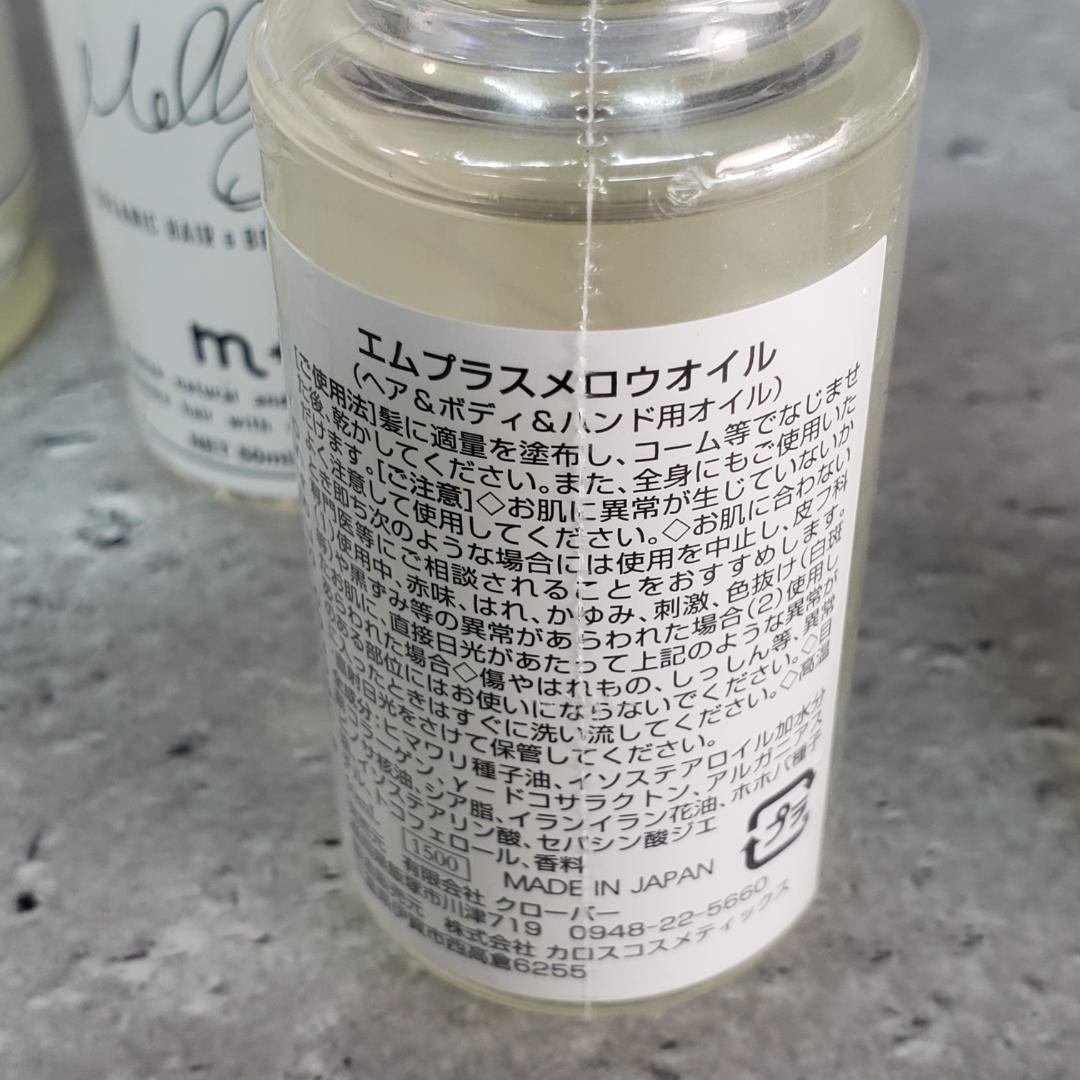 Melly
ORGANIC HAIR & B
m
natural and
hair with
NET 60ml
エムプラスメロウオイル
(ヘア&ボディ&ハンド用オイル)
[ご使用法]髪に適量を塗布し、コーム等でなじませ
た後、乾かしてください。また、全身にもご使用いた
だけます。[ご注意]◇お肌に異常が生じていないか
よく注意して使用してください。◇お肌に合わない
とき即ち次のような場合には使用を中止し、皮フ科
専門医等にご相談されることをおすすめします。
(1)使用中、赤味、はれ、かゆみ、刺激、色抜け(白斑
等)や黒ずみ等の異常があらわれた場合(2)使用し
たお肌に、直接日光があたって上記のような異常が
あらわれた場合◇傷やはれもの、しっしん等、異常
のある部位にはお使いにならないでください。◇目
に入ったときはすぐに洗い流してください。◇高温
直射日光をさけて保管してください。
成分:ヒマワリ種子油、イソステアロイル加水分
コラーゲン、γ-ドコサラクトン、アルガニアス
ノサ核油、シア脂、イランイラン花油、ホホバ種子
イソステアリン酸、セバシン酸ジエ
トコフェロール、香料
1500
MADE IN JAPAN
プラ
元 有限会社 クローバー
飯塚市川津719 0948-22-5660
元 株式会社 カロスコスメティックス
伊賀市西高倉6255